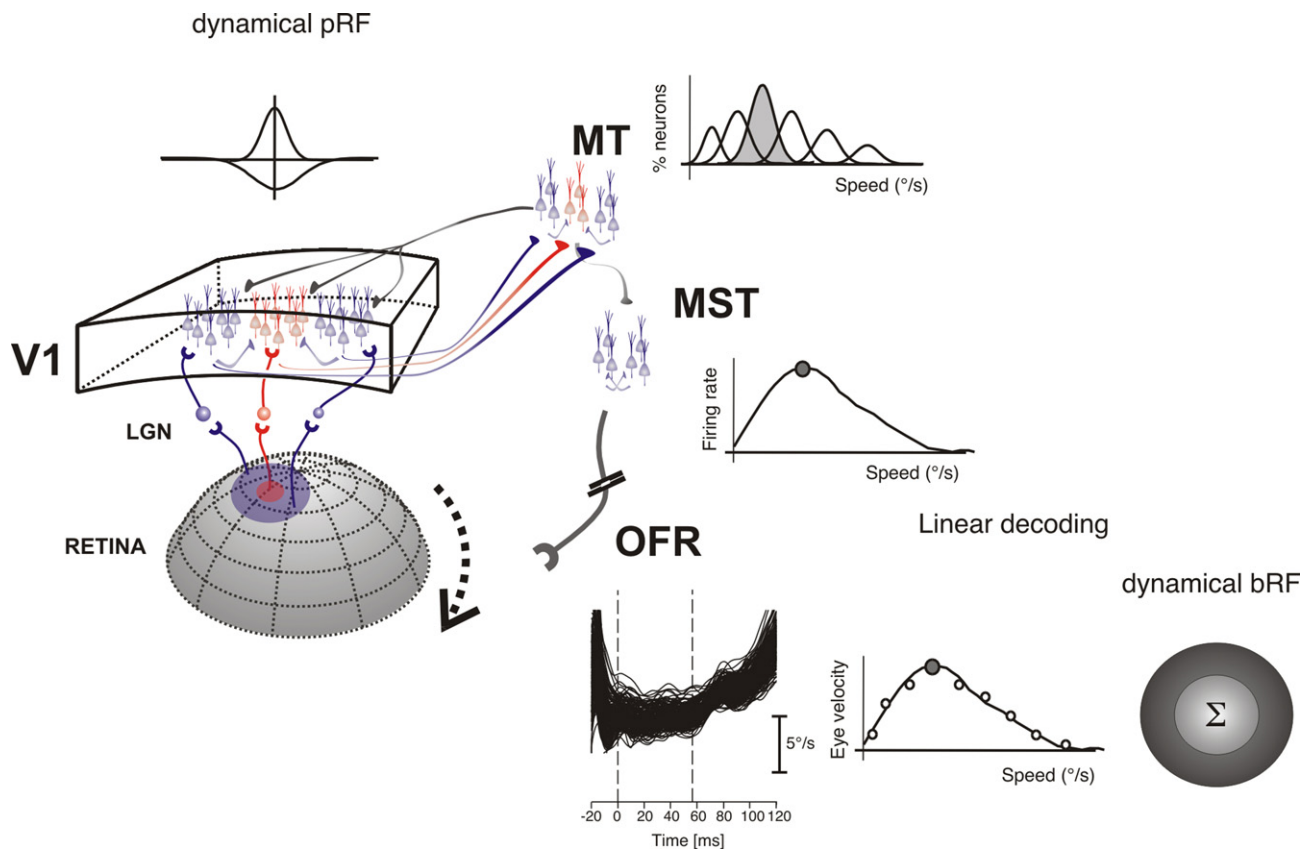 dynamical pRF
MT
% neurons
Speed (°/s)
MST
V1
LGN
Firing rate
Speed (°/s)
RETINA
OFR
Linear decoding
dynamical bRF
5°/s
Eye velocity
Σ
Speed (°/s)
-20 0 20 40 60 80 100 120
Time [ms]